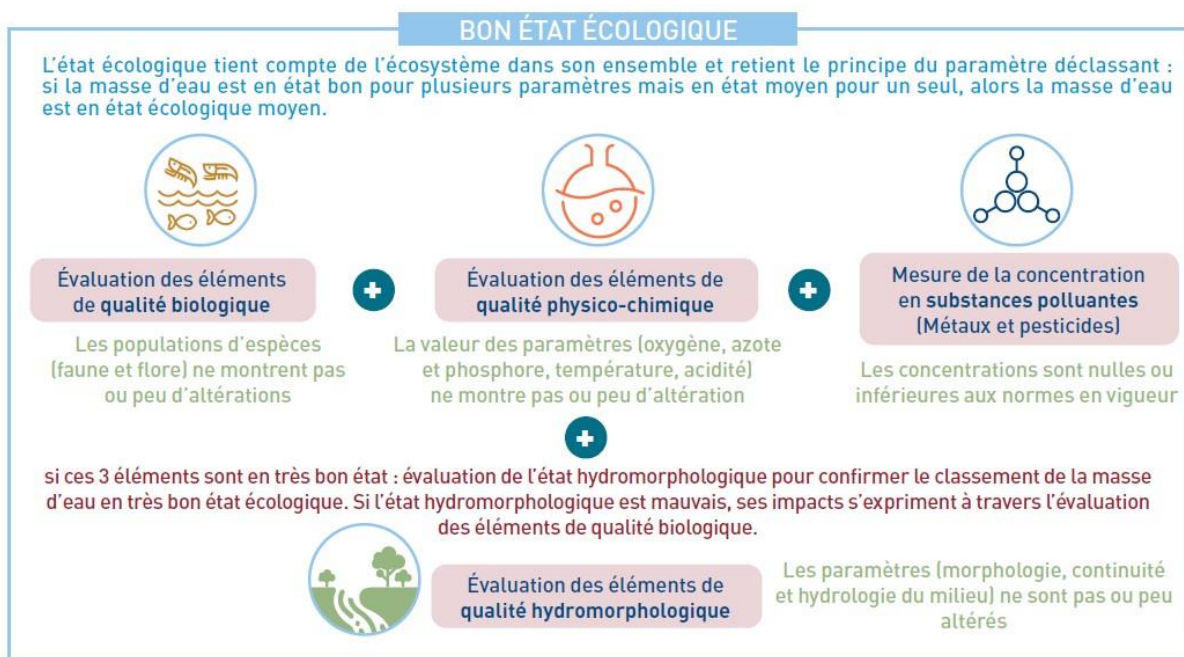 BON ÉTAT ÉCOLOGIQUE
L'état écologique tient compte de l'écosystème dans son ensemble et retient le principe du paramètre déclassant :
si la masse d'eau est en état bon pour plusieurs paramètres mais en état moyen pour un seul, alors la masse d'eau
est en état écologique moyen.
Évaluation des éléments
de qualité biologique
Les populations d'espèces
(faune et flore) ne montrent pas
ou peu d'altérations
Évaluation des éléments de
qualité physico-chimique
La valeur des paramètres (oxygène, azote
et phosphore, température, acidité)
ne montre pas ou peu d'altération
Mesure de la concentration
en substances polluantes
(Métaux et pesticides)
Les concentrations sont nulles ou
inférieures aux normes en vigueur
si ces 3 éléments sont en très bon état : évaluation de l'état hydromorphologique pour confirmer le classement de la masse
d'eau en très bon état écologique. Si l'état hydromorphologique est mauvais, ses impacts s'expriment à travers l'évaluation
des éléments de qualité biologique.
Évaluation des éléments de
qualité hydromorphologique
Les paramètres (morphologie, continuité
et hydrologie du milieu) ne sont pas ou peu
altérés